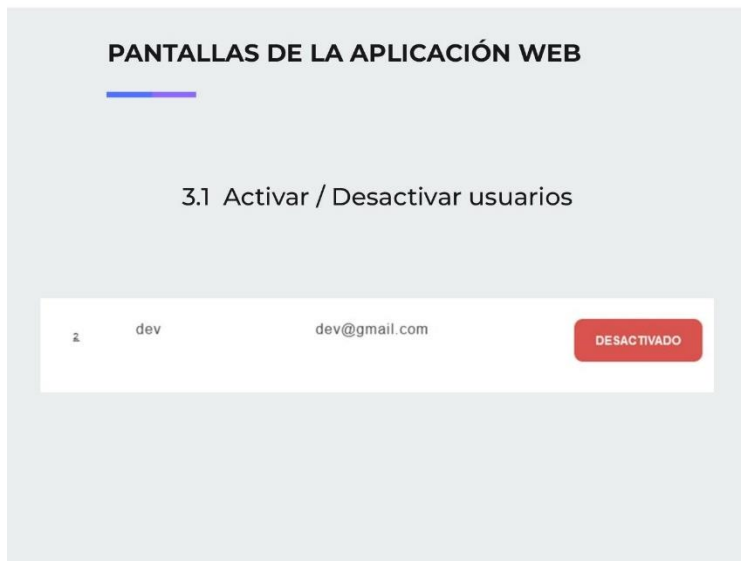 PANTALLAS DE LA APLICACIÓN WEB
3.1 Activar / Desactivar usuarios
2 dev dev@gmail.com DESACTIVADO